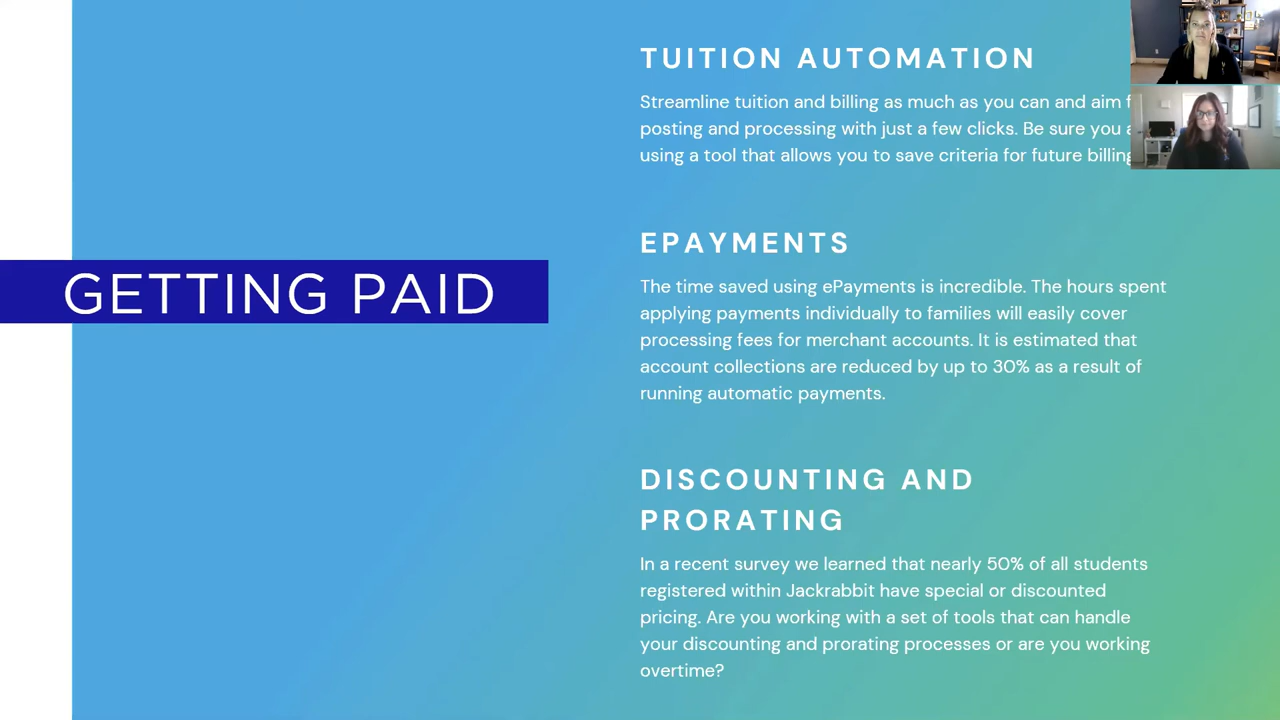 GETTING PAID
TUITION AUTOMATION
Streamline tuition and billing as much as you can and aim
posting and processing with just a few clicks. Be sure you
using a tool that allows you to save criteria for future billing
EPAYMENTS
The time saved using ePayments is incredible. The hours spent
applying payments individually to families will easily cover
processing fees for merchant accounts. It is estimated that
account collections are reduced by up to 30% as a result of
running automatic payments.
DISCOUNTING AND
PRORATING
In a recent survey we learned that nearly 50% of all students
registered within Jackrabbit have special or discounted
pricing. Are you working with a set of tools that can handle
your discounting and prorating processes or are you working
overtime?